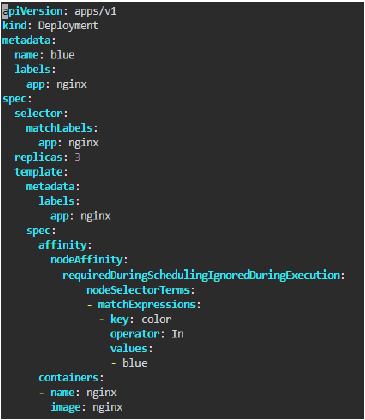 apiVersion: apps/v1
kind: Deployment
metadata:
  name: blue
  labels:
    app: nginx
spec:
  selector:
    matchLabels:
      app: nginx
  replicas: 3
  template:
    metadata:
      labels:
        app: nginx
    spec:
      affinity:
        nodeAffinity:
          requiredDuringSchedulingIgnoredDuringExecution:
            nodeSelectorTerms:
            - matchExpressions:
              - key: color
                operator: In
                values:
                - blue
      containers:
      - name: nginx
        image: nginx